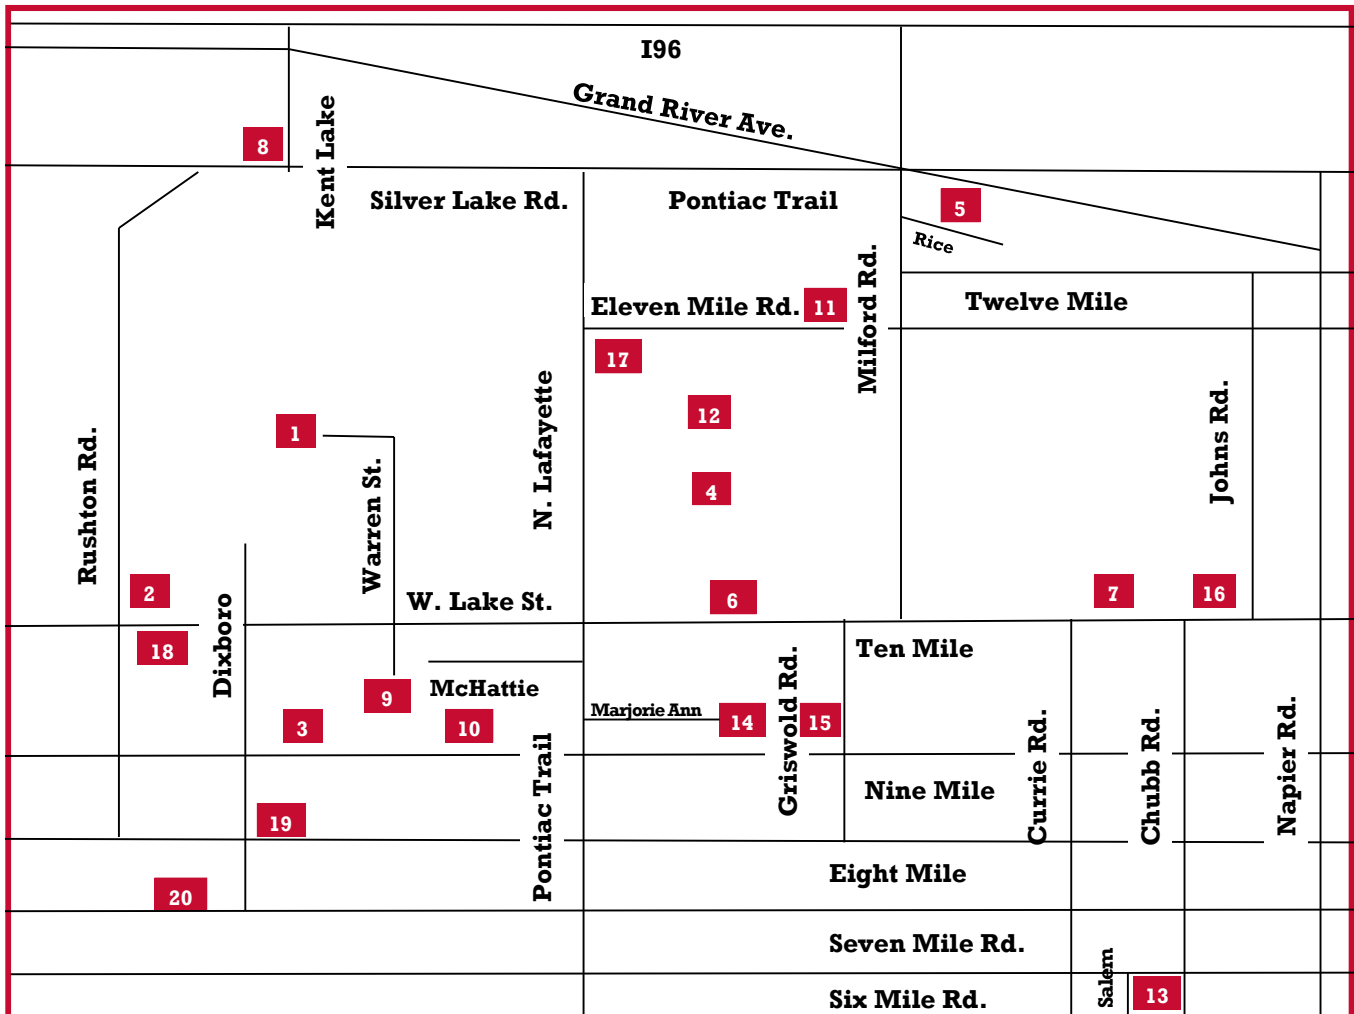 I96
Grand River Ave.
Kent Lake
8
Silver Lake Rd.
Pontiac Trail
5
Rice
Milford Rd.
Eleven Mile Rd.
11
Twelve Mile
17
N. Lafayette
12
1
Rushton Rd.
Warren St.
Johns Rd.
4
2
Dixboro
W. Lake St.
6
7
16
18
Ten Mile
Griswold Rd.
McHattie
9
3
10
Marjorie Ann
14
15
Pontiac Trail
Currie Rd.
Chubb Rd.
Napier Rd.
Nine Mile
19
Eight Mile
20
Seven Mile Rd.
Salem
13
Six Mile Rd.